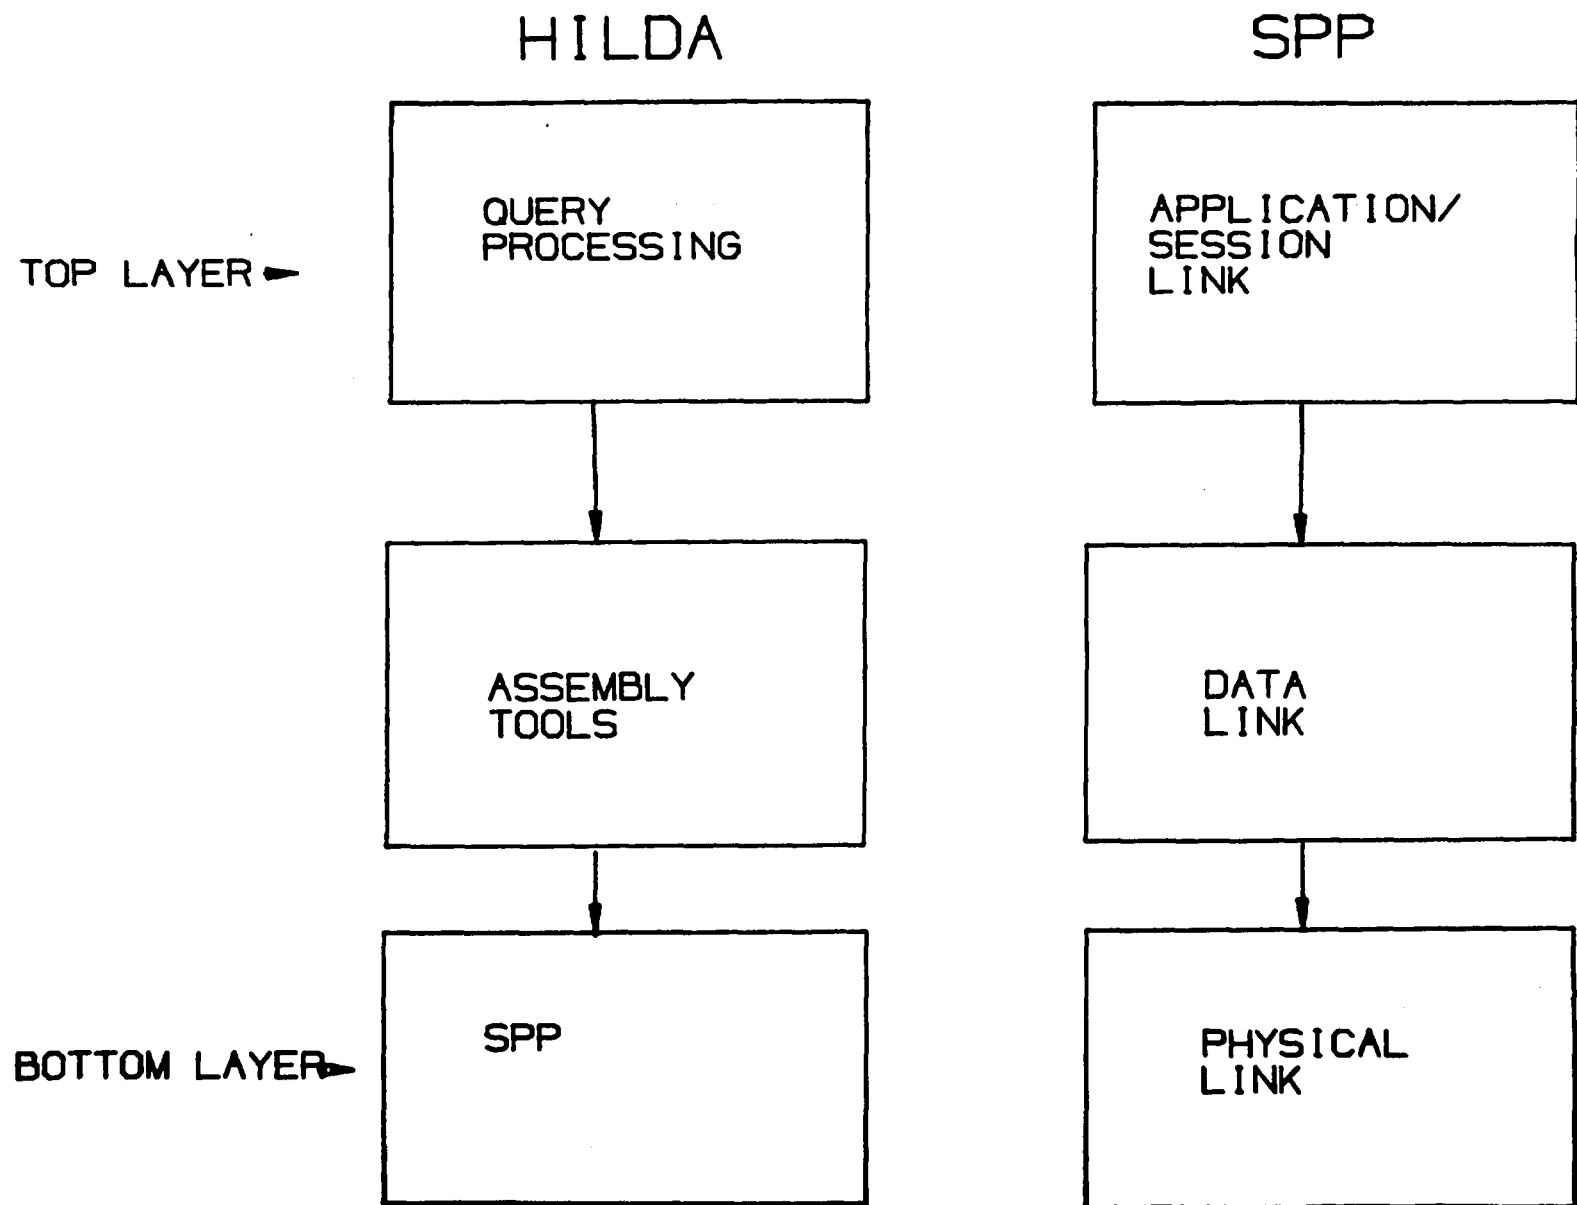 HILDA
SPP
QUERY
PROCESSING
APPLICATION/
SESSION
LINK
TOP LAYER
ASSEMBLY
TOOLS
DATA
LINK
SPP
BOTTOM LAYER
PHYSICAL
LINK